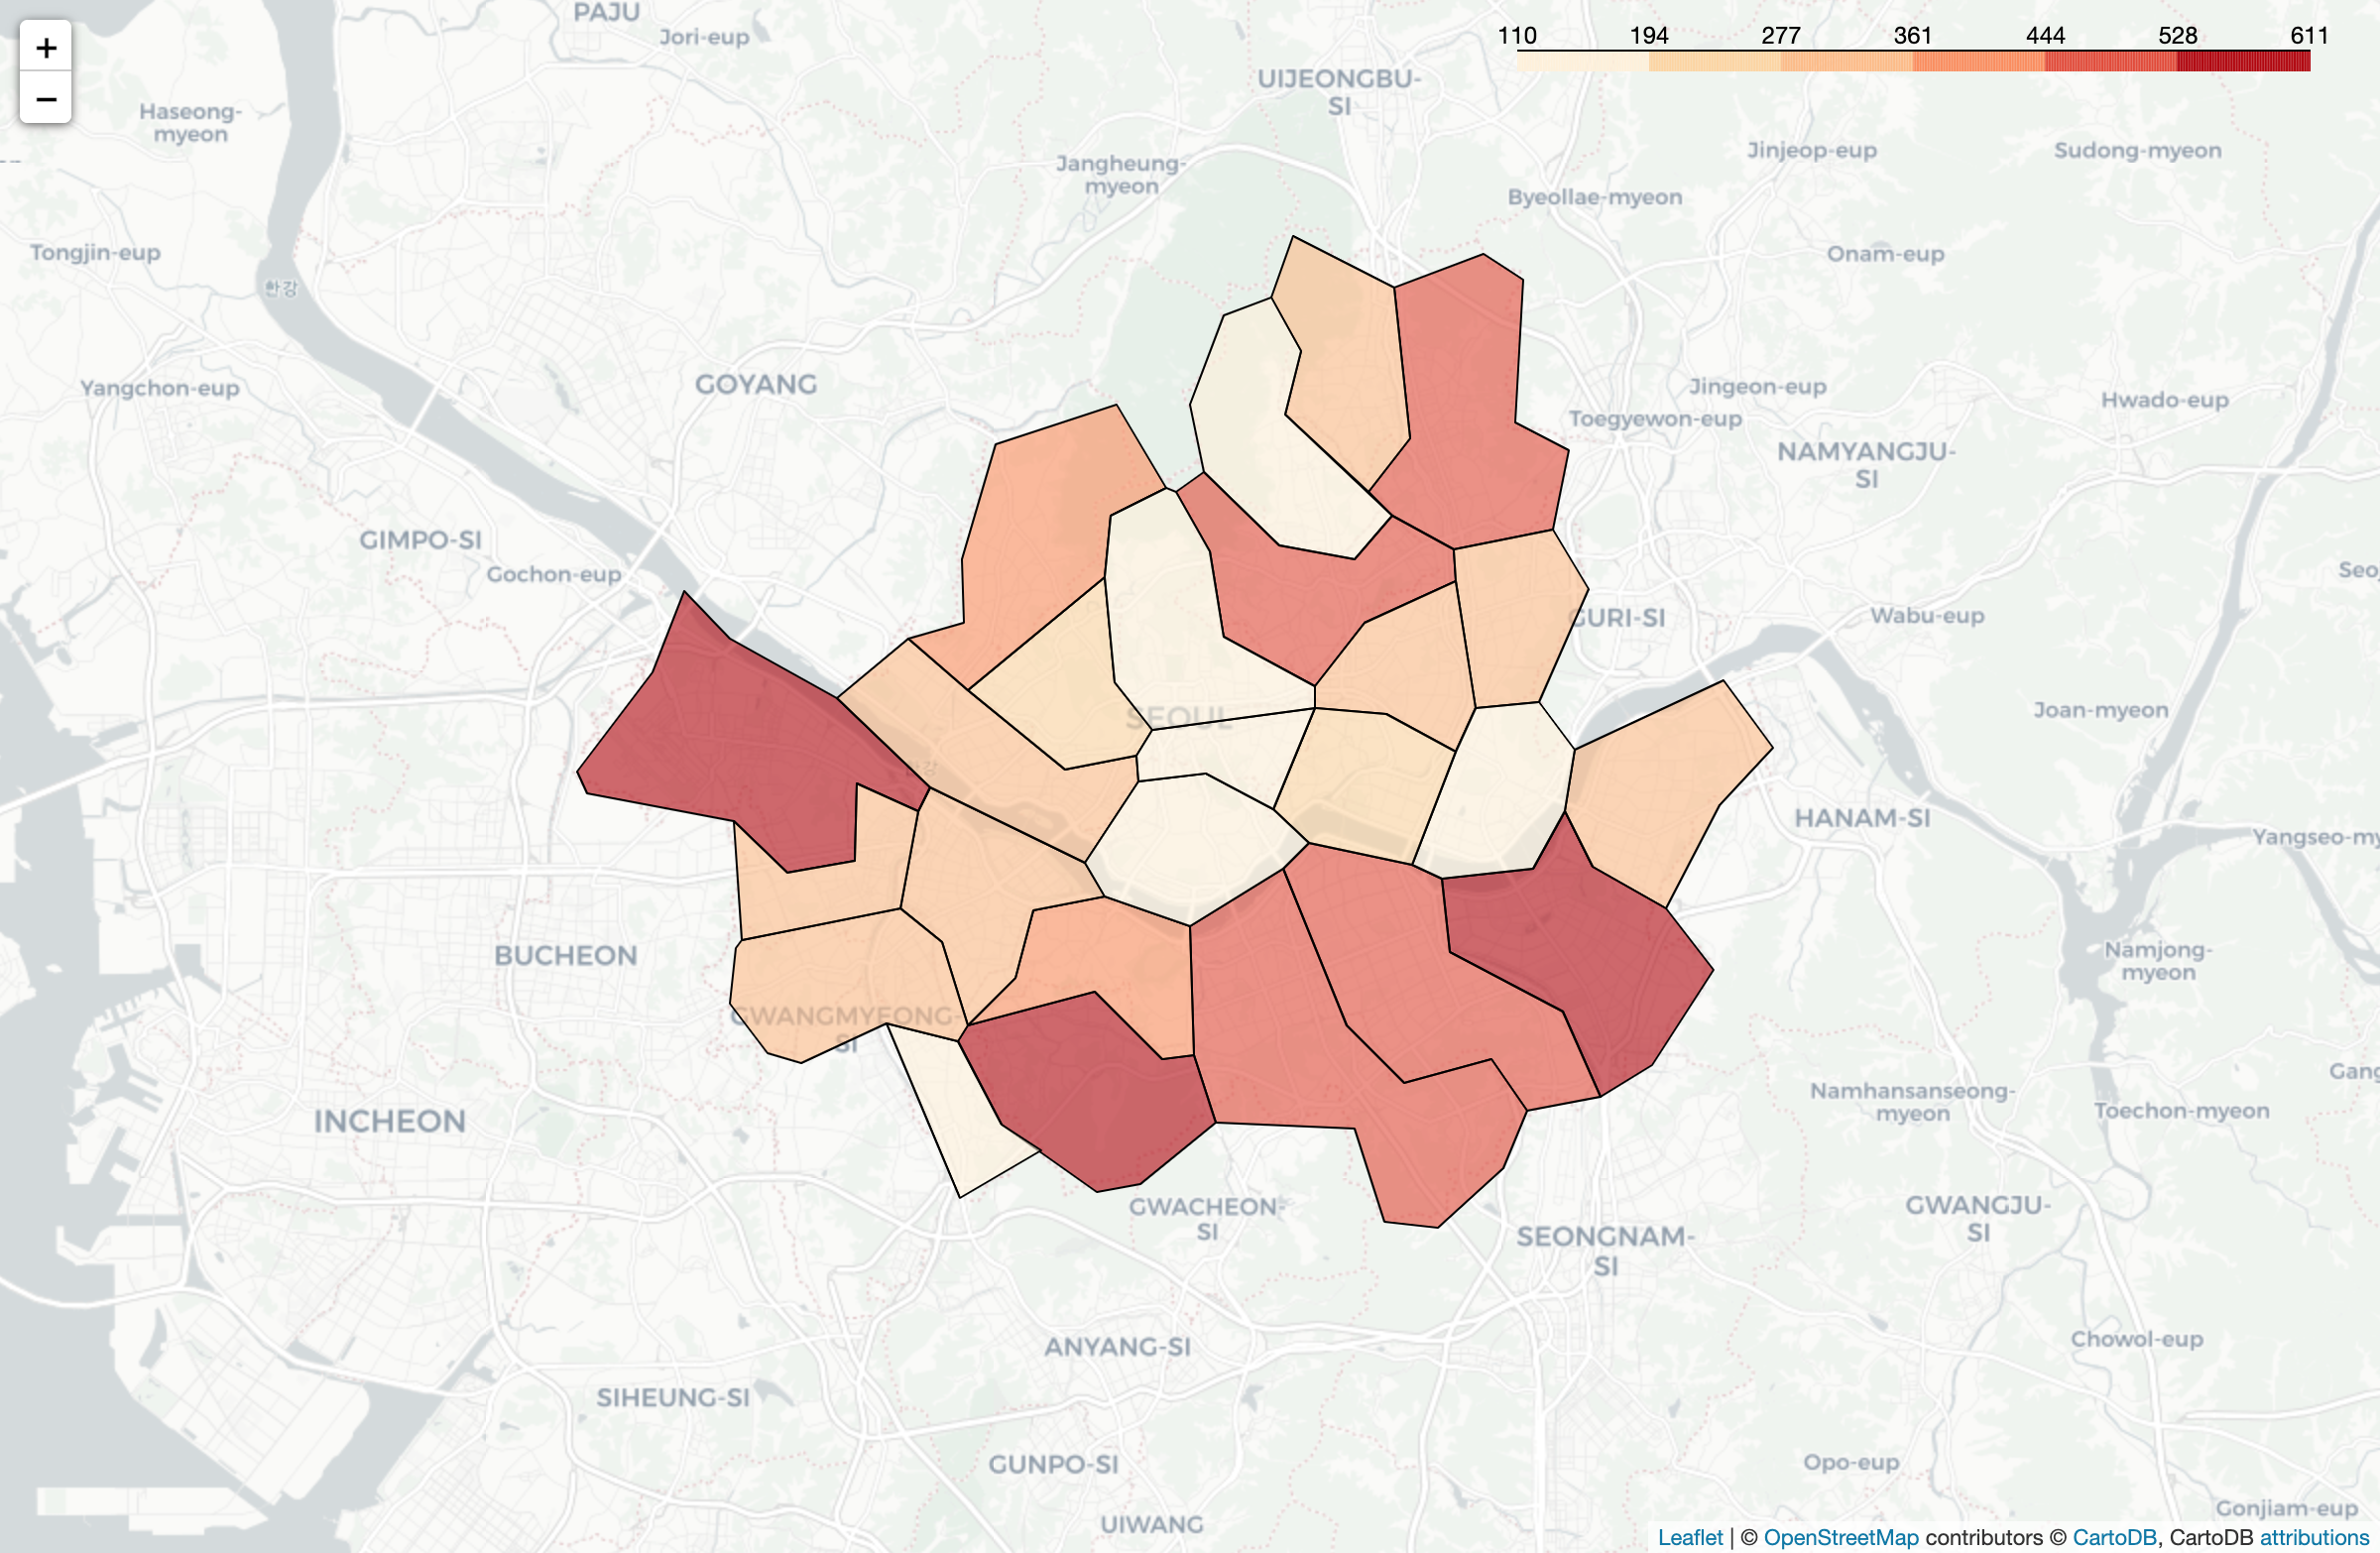 +
−
110 194 277 361 444 528 611
PAJU
Jori-eup
UIJEONGBU-
SI
Haseong-
myeon
Jangheung-
myeon
Jinjeop-eup
Sudong-myeon
Byeollae-myeon
Tongjin-eup
Onam-eup
환강
Yangchon-eup
GOYANG
Jingeon-eup
Hwado-eup
Toegyewon-eup
NAMYANGJU-
SI
GIMPO-SI
Gochon-eup
Seo
GURI-SI
Wabu-eup
SEOUL
Joan-myeon
HANAM-SI
Yangseo-my
BUCHEON
Namjong-
myeon
GWANGMYEONG-
SI
Gang
Namhansanseong-
myeon
Toechon-myeon
INCHEON
GWACHEON-
SI
GWANGJU-
SI
SEONGNAM-
SI
ANYANG-SI
Chowol-eup
SIHEUNG-SI
GUNPO-SI
Opo-eup
UIWANG
Gonjiam-eup
Leaflet | © OpenStreetMap contributors © CartoDB, CartoDB attributions